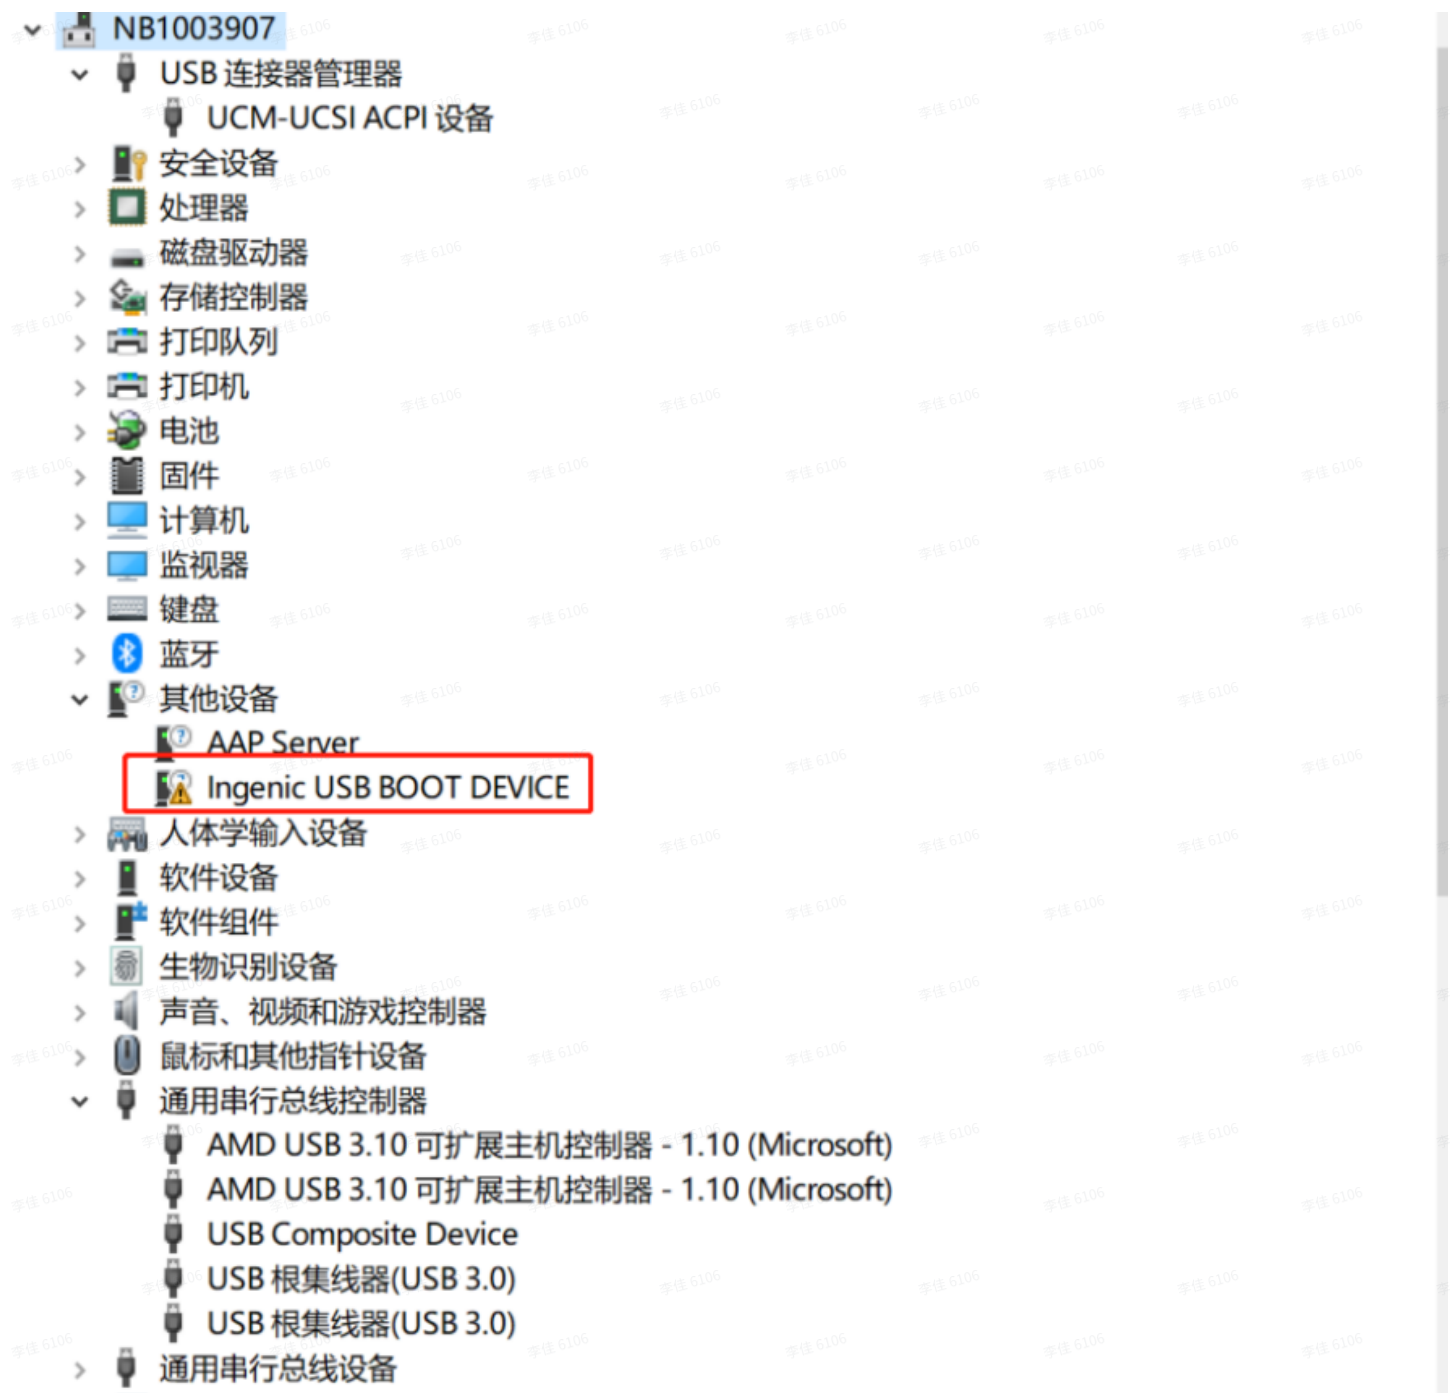 NB1003907
USB 连接器管理器
UCM-UCSI ACPI 设备
安全设备
处理器
磁盘驱动器
存储控制器
打印队列
打印机
电池
固件
计算机
监视器
键盘
蓝牙
其他设备
AAP Server
Ingenic USB BOOT DEVICE
人体学输入设备
软件设备
软件组件
生物识别设备
声音、视频和游戏控制器
鼠标和其他指针设备
通用串行总线控制器
AMD USB 3.10 可扩展主机控制器 - 1.10 (Microsoft)
AMD USB 3.10 可扩展主机控制器 - 1.10 (Microsoft)
USB Composite Device
USB 根集线器(USB 3.0)
USB 根集线器(USB 3.0)
通用串行总线设备
李佳 6106